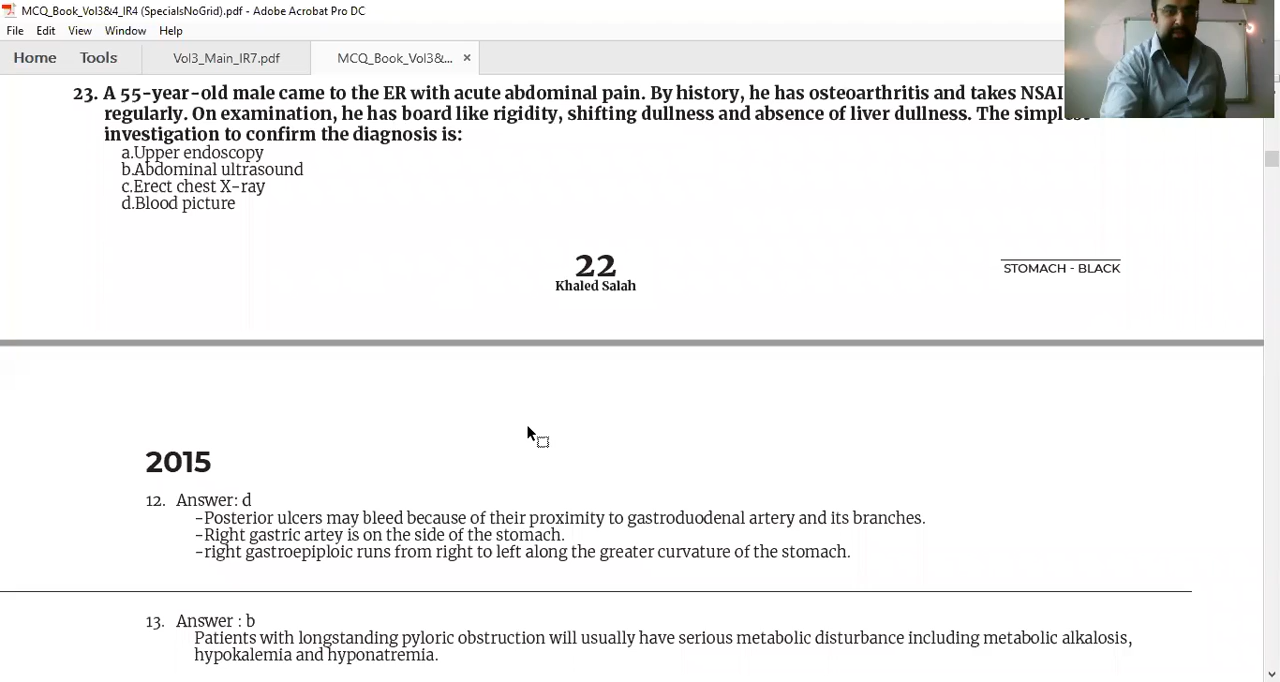 MCQ_Book_Vol3&4_IR4 (SpecialsNoGrid).pdf - Adobe Acrobat Pro DC
File Edit View Window Help
Home Tools Vol3_Main_IR7.pdf MCQ_Book_Vol3&... ×
23. A 55-year-old male came to the ER with acute abdominal pain. By history, he has osteoarthritis and takes NSAI
regularly. On examination, he has board like rigidity, shifting dullness and absence of liver dullness. The simplest
investigation to confirm the diagnosis is:
a.Upper endoscopy
b.Abdominal ultrasound
c.Erect chest X-ray
d.Blood picture
22
Khaled Salah
STOMACH - BLACK
2015
12. Answer: d
-Posterior ulcers may bleed because of their proximity to gastroduodenal artery and its branches.
-Right gastric artey is on the side of the stomach.
-right gastroepiploic runs from right to left along the greater curvature of the stomach.
13. Answer : b
Patients with longstanding pyloric obstruction will usually have serious metabolic disturbance including metabolic alkalosis,
hypokalemia and hyponatremia.